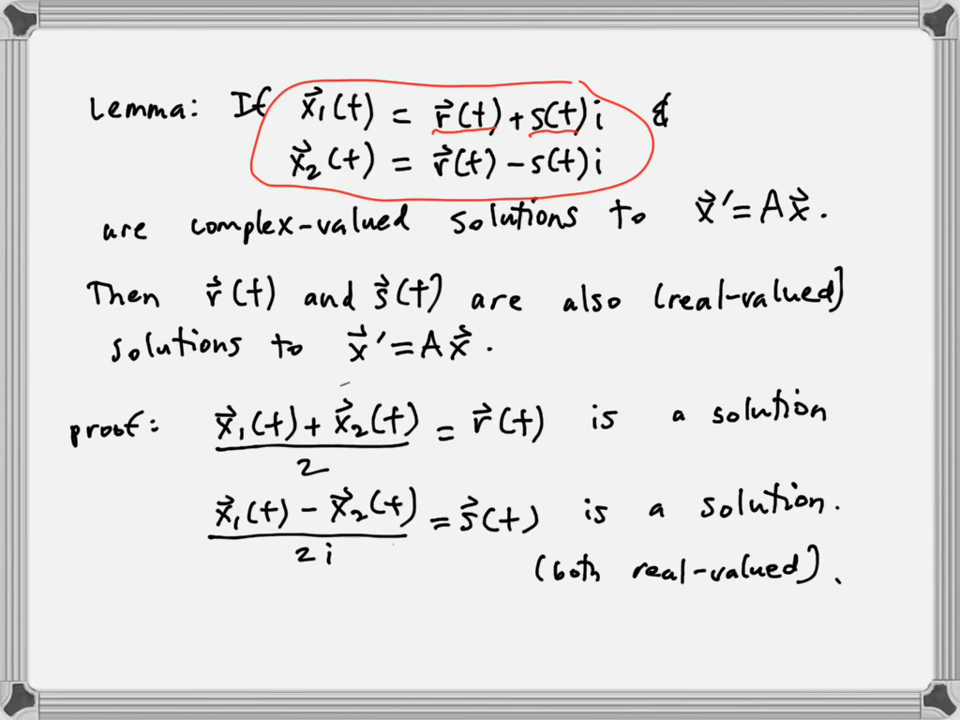 Lemma: If x⃗₁(t) = r⃗(t) + s(t)i &
x⃗₂(t) = r⃗(t) - s(t)i
are complex-valued solutions to x⃗' = Ax⃗.
Then r⃗(t) and s⃗(t) are also (real-valued)
solutions to x⃗' = Ax⃗.
proof: (x⃗₁(t) + x⃗₂(t))/2 = r⃗(t) is a solution
(x⃗₁(t) - x⃗₂(t))/2i = s⃗(t) is a solution.
(both real-valued).